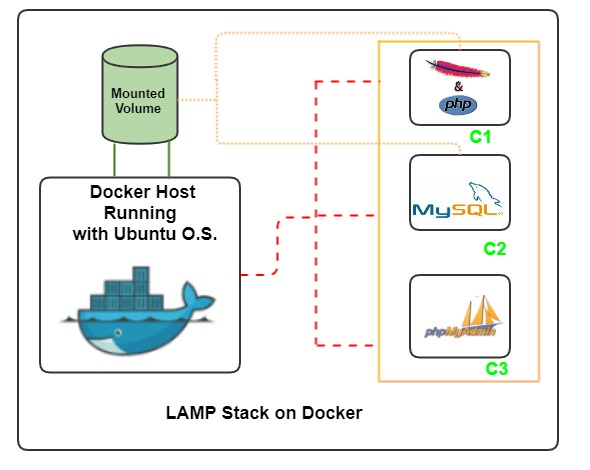 Mounted
Volume
Docker Host
Running
with Ubuntu O.S.
&
php
C1
MySQL
C2
phpMyAdmin
C3
LAMP Stack on Docker